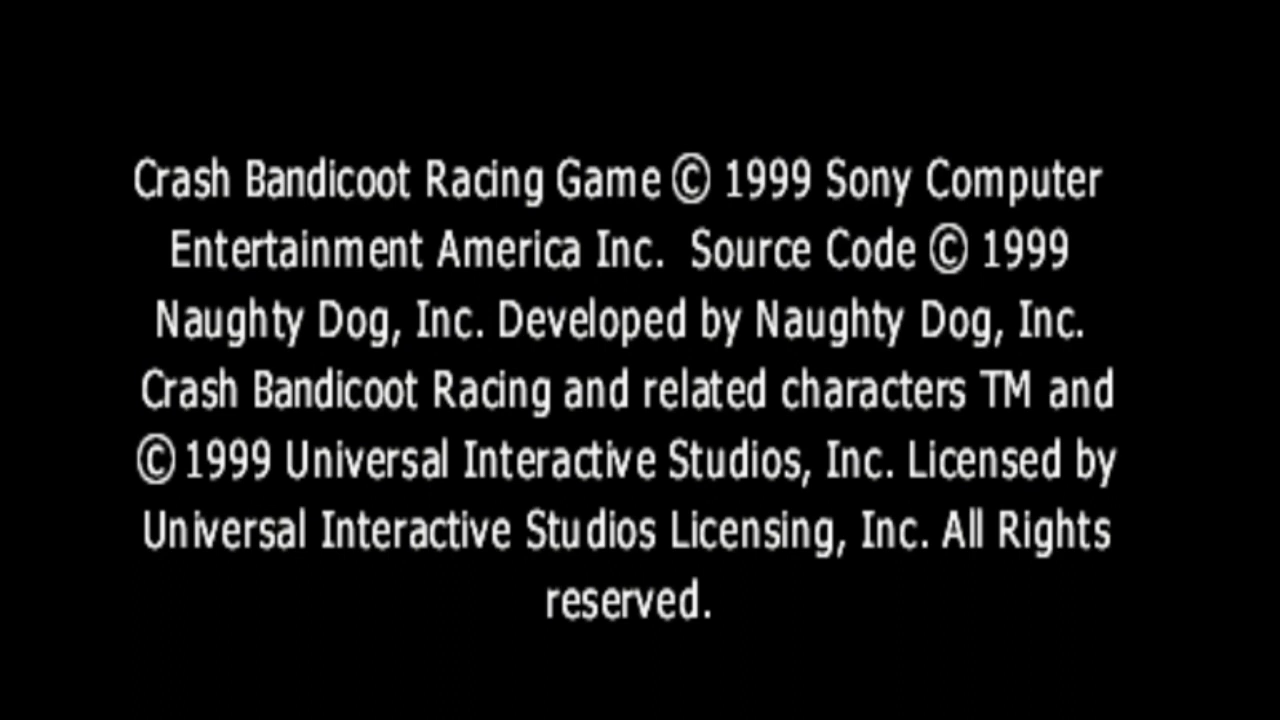 Crash Bandicoot Racing Game © 1999 Sony Computer
Entertainment America Inc.  Source Code © 1999
Naughty Dog, Inc. Developed by Naughty Dog, Inc.
Crash Bandicoot Racing and related characters TM and
© 1999 Universal Interactive Studios, Inc. Licensed by
Universal Interactive Studios Licensing, Inc. All Rights
reserved.